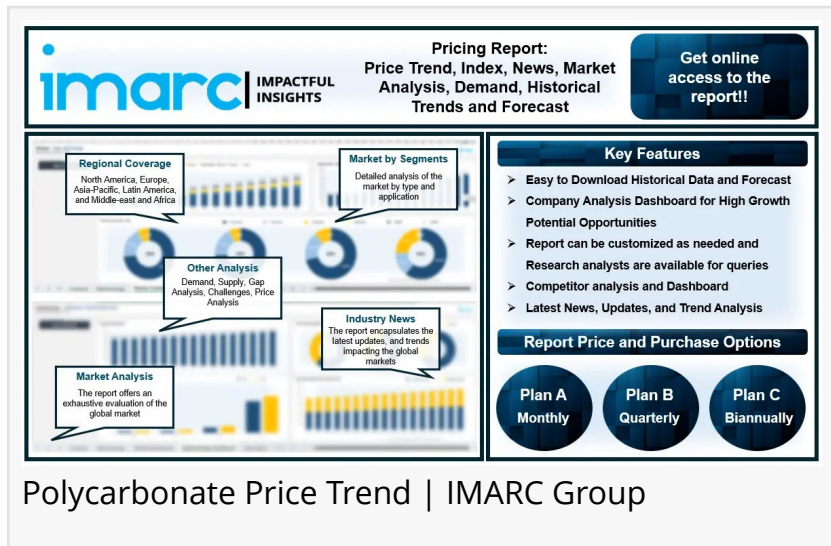 imarc
IMPACTFUL
INSIGHTS
Pricing Report:
Price Trend, Index, News, Market
Analysis, Demand, Historical
Trends and Forecast
Get online
access to the
report!!
Regional Coverage
North America, Europe,
Asia-Pacific, Latin America,
and Middle-east and Africa
Market by Segments
Detailed analysis of the
market by type and
application
Other Analysis
Demand, Supply, Gap
Analysis, Challenges, Price
Analysis
Industry News
The report encapsulates the
latest updates, and trends
impacting the global
markets
Market Analysis
The report offers an
exhaustive evaluation of the
global market
Key Features
➢ Easy to Download Historical Data and Forecast
➢ Company Analysis Dashboard for High Growth
Potential Opportunities
➢ Report can be customized as needed and
Research analysts are available for queries
➢ Competitor analysis and Dashboard
➢ Latest News, Updates, and Trend Analysis
Report Price and Purchase Options
Plan A
Monthly
Plan B
Quarterly
Plan C
Biannually
Polycarbonate Price Trend | IMARC Group